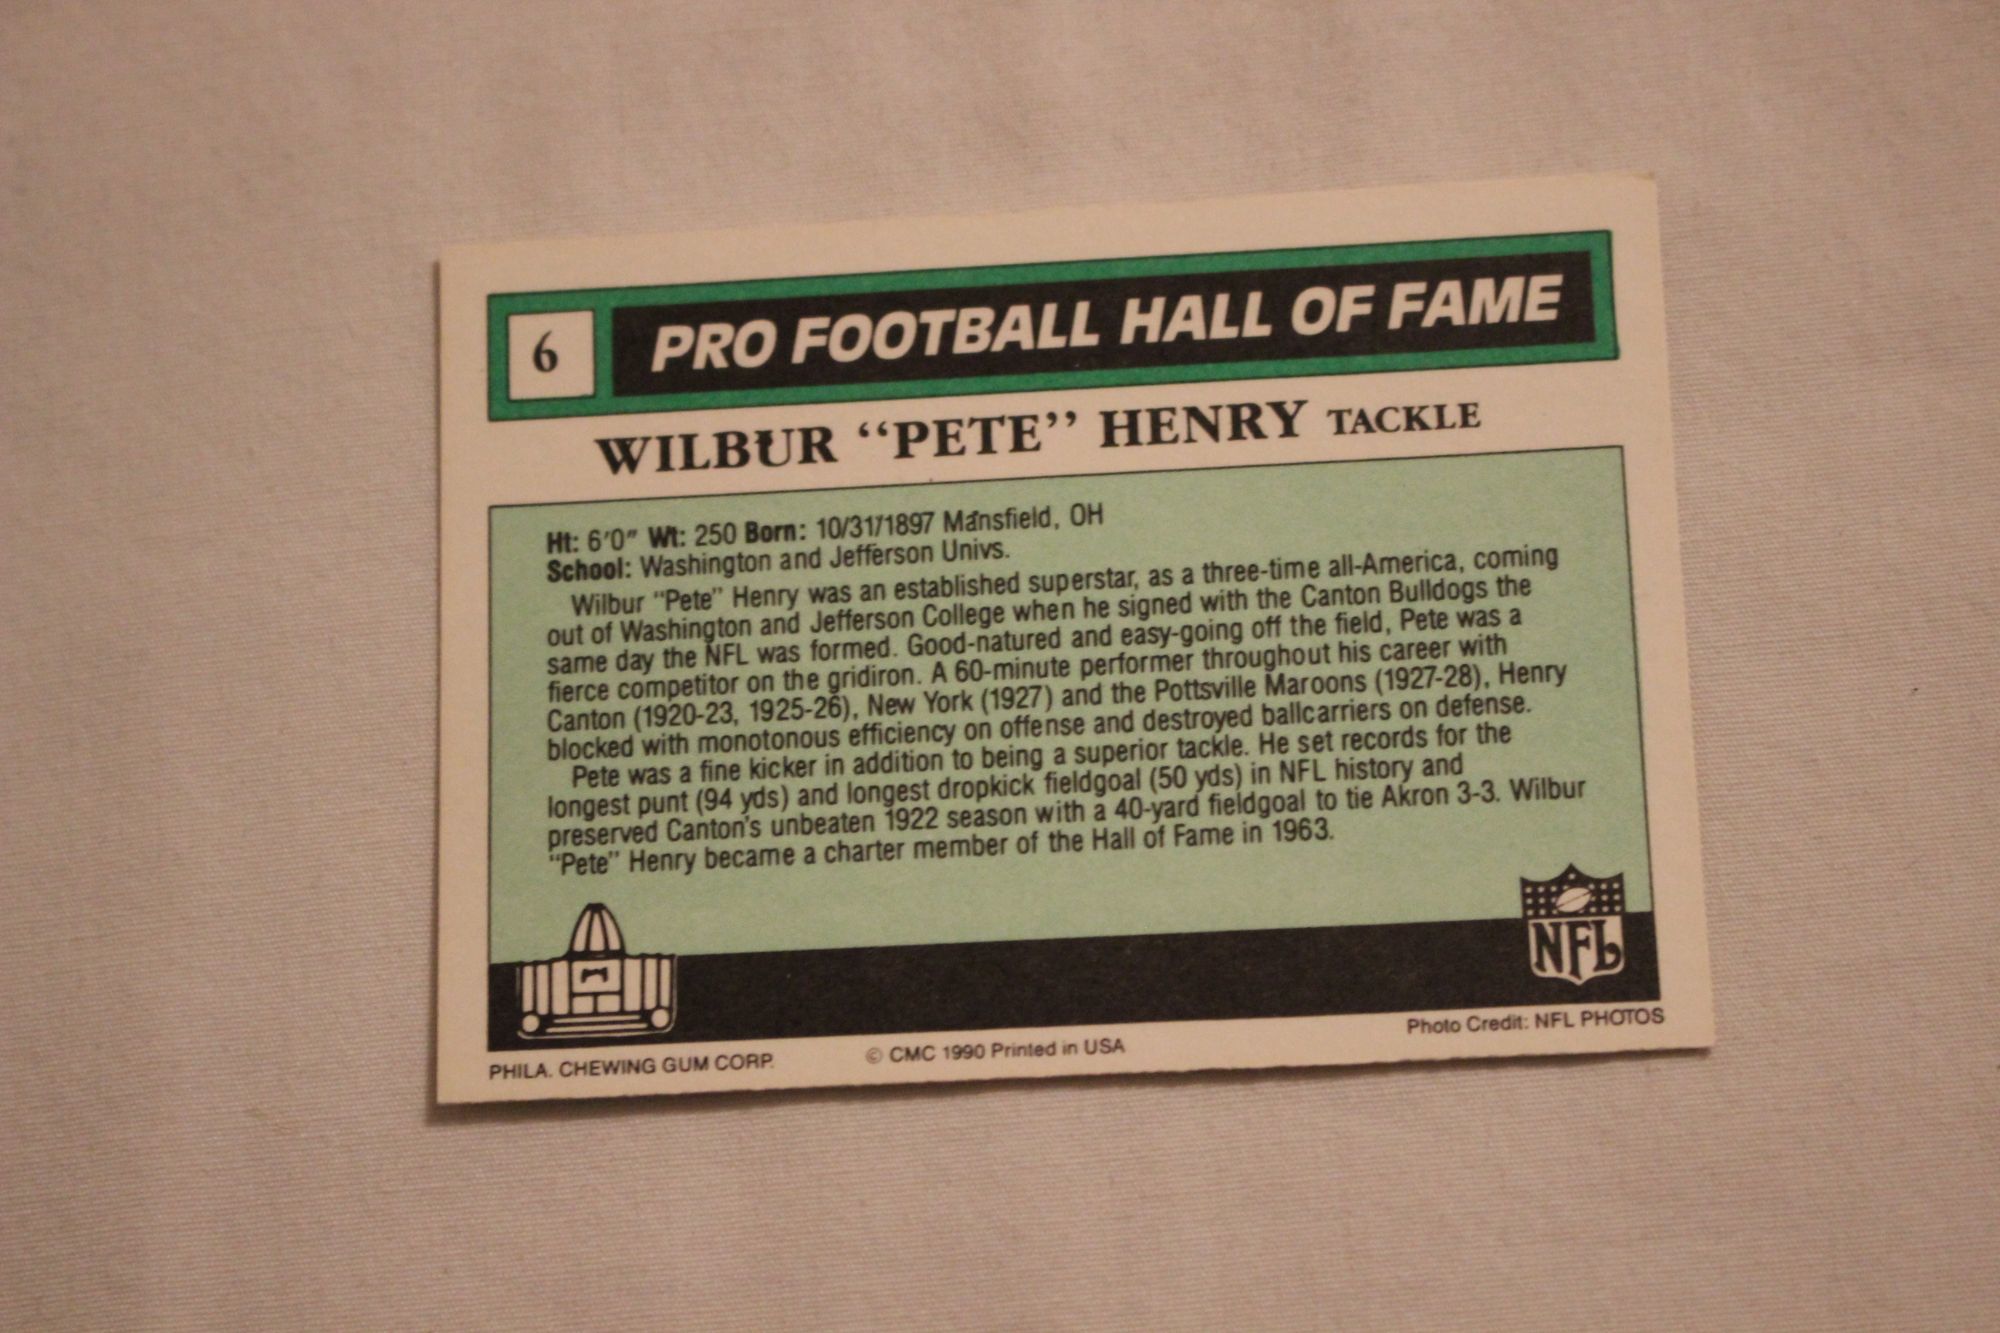 6
PRO FOOTBALL HALL OF FAME
WILBUR "PETE" HENRY TACKLE
Ht: 6'0" Wt: 250 Born: 10/31/1897 Mansfield, OH
School: Washington and Jefferson Univs.
Wilbur "Pete" Henry was an established superstar, as a three-time all-America, coming
out of Washington and Jefferson College when he signed with the Canton Bulldogs the
same day the NFL was formed. Good-natured and easy-going off the field, Pete was a
fierce competitor on the gridiron. A 60-minute performer throughout his career with
Canton (1920-23, 1925-26), New York (1927) and the Pottsville Maroons (1927-28), Henry
blocked with monotonous efficiency on offense and destroyed ballcarriers on defense.
Pete was a fine kicker in addition to being a superior tackle. He set records for the
longest punt (94 yds) and longest dropkick fieldgoal (50 yds) in NFL history and
preserved Canton's unbeaten 1922 season with a 40-yard fieldgoal to tie Akron 3-3. Wilbur
"Pete" Henry became a charter member of the Hall of Fame in 1963.
NFL
PHILA. CHEWING GUM CORP.
© CMC 1990 Printed in USA
Photo Credit: NFL PHOTOS